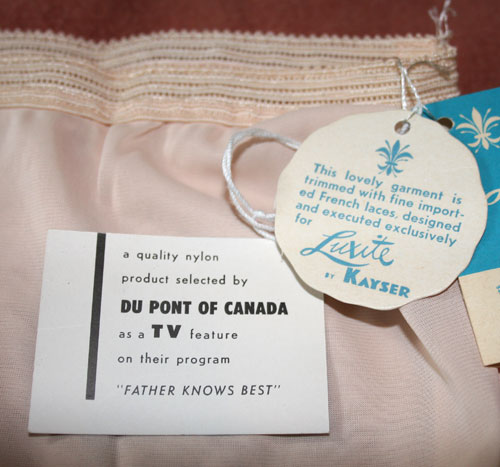 This lovely garment is
trimmed with fine import-
ed French laces, designed
and executed exclusively
for
Luxite
BY KAYSER
a quality nylon
product selected by
DU PONT OF CANADA
as a TV feature
on their program
"FATHER KNOWS BEST"